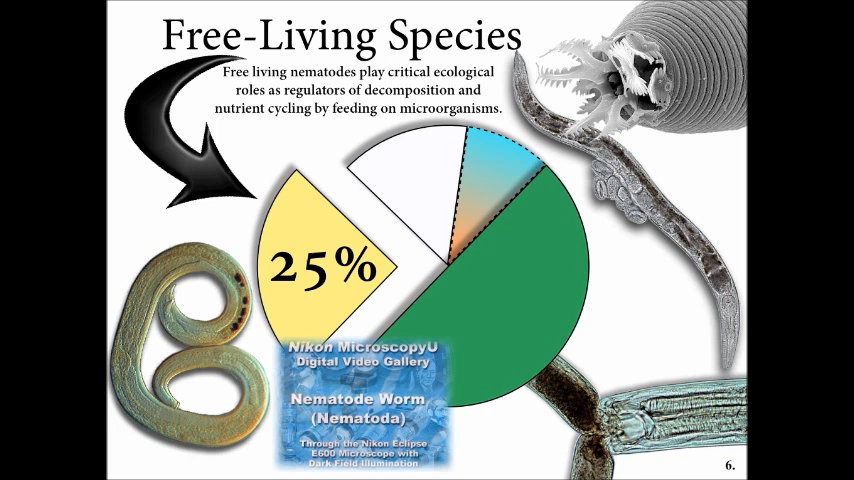 Free-Living Species
Free living nematodes play critical ecological
roles as regulators of decomposition and
nutrient cycling by feeding on microorganisms.
25%
Nikon MicroscopyU
Digital Video Gallery
Nematode Worm
(Nematoda)
Through the Nikon Eclipse
E600 Microscope with
Dark Field Illumination
6.